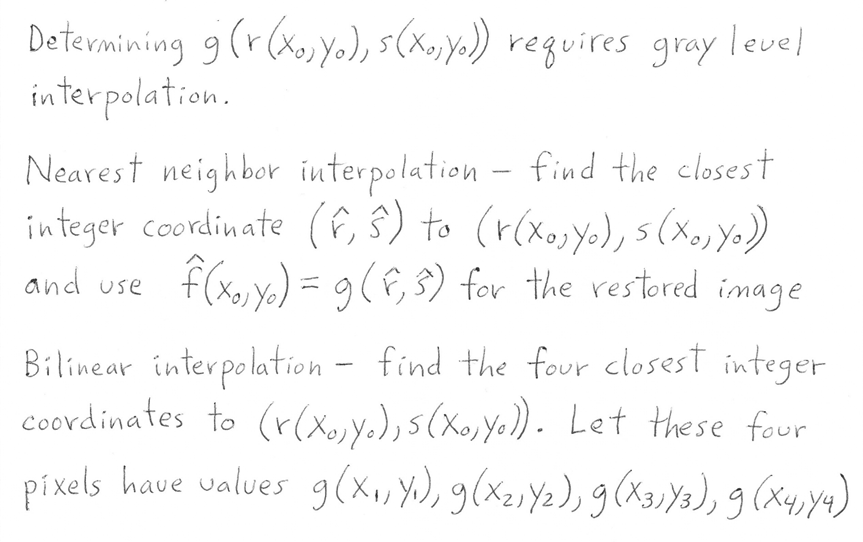 Determining g(r(x₀,y₀), s(x₀,y₀)) requires gray level
interpolation.
Nearest neighbor interpolation – find the closest
integer coordinate (r̂, ŝ) to (r(x₀,y₀), s(x₀,y₀))
and use f̂(x₀,y₀) = g(r̂,ŝ) for the restored image
Bilinear interpolation – find the four closest integer
coordinates to (r(x₀,y₀), s(x₀,y₀)). Let these four
pixels have values g(x₁,y₁), g(x₂,y₂), g(x₃,y₃), g(x₄,y₄)